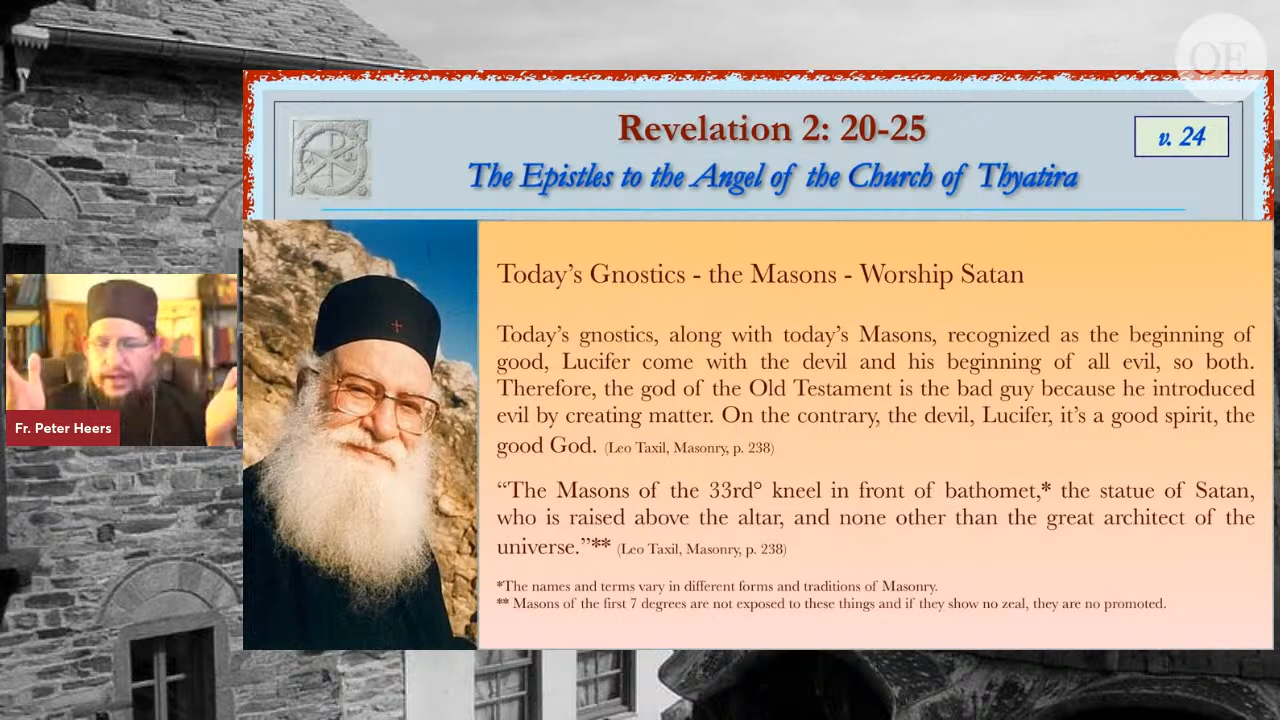 OE
Revelation 2: 20-25
v. 24
The Epistles to the Angel of the Church of Thyatira
Today's Gnostics - the Masons - Worship Satan
Today's gnostics, along with today's Masons, recognized as the beginning of
good, Lucifer come with the devil and his beginning of all evil, so both.
Therefore, the god of the Old Testament is the bad guy because he introduced
evil by creating matter. On the contrary, the devil, Lucifer, it's a good spirit, the
good God. (Leo Taxil, Masonry, p. 238)
“The Masons of the 33rd° kneel in front of bathomet,* the statue of Satan,
who is raised above the altar, and none other than the great architect of the
universe.”** (Leo Taxil, Masonry, p. 238)
*The names and terms vary in different forms and traditions of Masonry.
** Masons of the first 7 degrees are not exposed to these things and if they show no zeal, they are no promoted.
Fr. Peter Heers